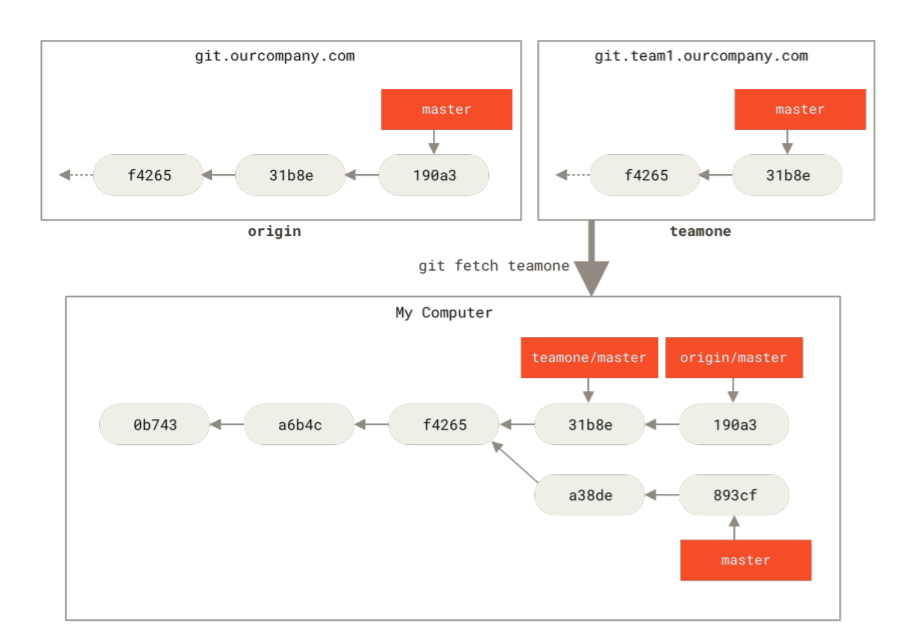 git.ourcompany.com
git.team1.ourcompany.com
master
master
f4265
31b8e
190a3
f4265
31b8e
origin
teamone
git fetch teamone
My Computer
teamone/master
origin/master
0b743
a6b4c
f4265
31b8e
190a3
a38de
893cf
master